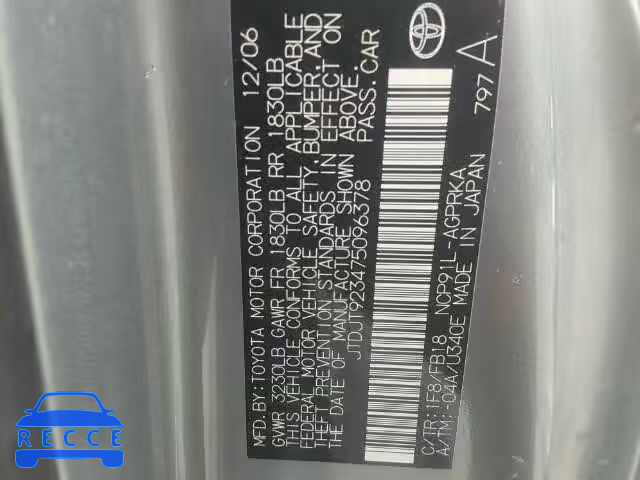 MFD. BY: TOYOTA MOTOR CORPORATION 12/06
GVWR 3230LB GAWR FR 1830LB RR 1830LB
THIS VEHICLE CONFORMS TO ALL APPLICABLE
FEDERAL MOTOR VEHICLE SAFETY, BUMPER, AND
THEFT PREVENTION STANDARDS IN EFFECT ON
THE DATE OF MANUFACTURE SHOWN ABOVE.
JTDJT923475096378 PASS. CAR
C/TR: 1F8/FB18 NCP91L-AGPRKA
A/TM: -04A/U340E MADE IN JAPAN
797 A
RECCE